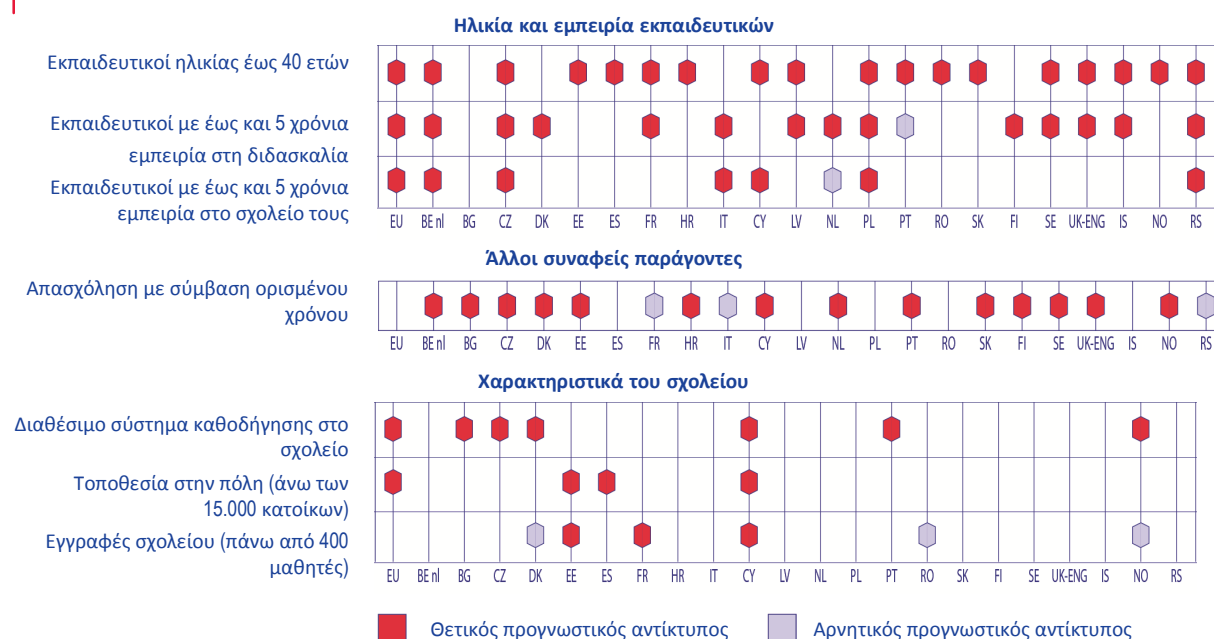 Ηλικία και εμπειρία εκπαιδευτικών
Εκπαιδευτικοί ηλικίας έως 40 ετών
Εκπαιδευτικοί με έως και 5 χρόνια
εμπειρία στη διδασκαλία
Εκπαιδευτικοί με έως και 5 χρόνια
εμπειρία στο σχολείο τους
EU BE nl BG CZ DK EE ES FR HR IT CY LV NL PL PT RO SK FI SE UK-ENG IS NO RS
Άλλοι συναφείς παράγοντες
Απασχόληση με σύμβαση ορισμένου
χρόνου
EU BE nl BG CZ DK EE ES FR HR IT CY LV NL PL PT RO SK FI SE UK-ENG IS NO RS
Χαρακτηριστικά του σχολείου
Διαθέσιμο σύστημα καθοδήγησης στο
σχολείο
Τοποθεσία στην πόλη (άνω των
15.000 κατοίκων)
Εγγραφές σχολείου (πάνω από 400
μαθητές)
EU BE nl BG CZ DK EE ES FR HR IT CY LV NL PL PT RO SK FI SE UK-ENG IS NO RS
Θετικός προγνωστικός αντίκτυπος Αρνητικός προγνωστικός αντίκτυπος